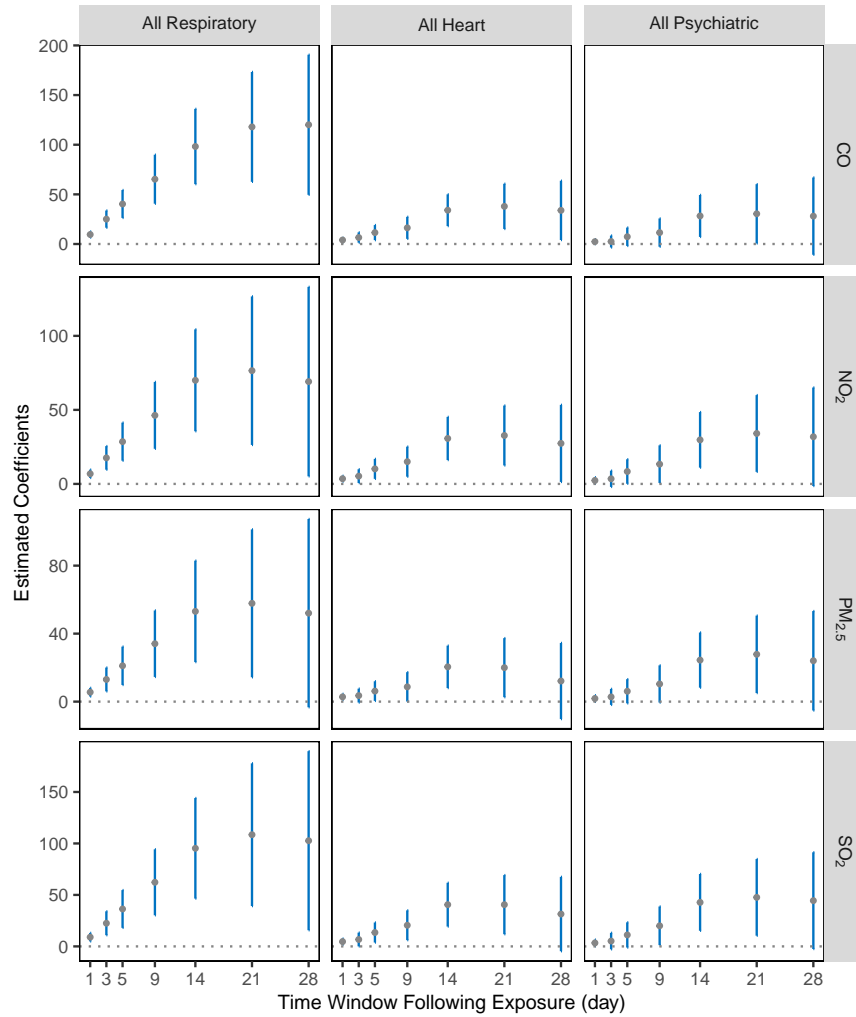 All Respiratory
All Heart
All Psychiatric
200
150
100
50
0
CO
100
50
0
NO₂
80
40
0
PM₂.₅
150
100
50
0
SO₂
Estimated Coefficients
1 3 5 9 14 21 28
1 3 5 9 14 21 28
1 3 5 9 14 21 28
Time Window Following Exposure (day)